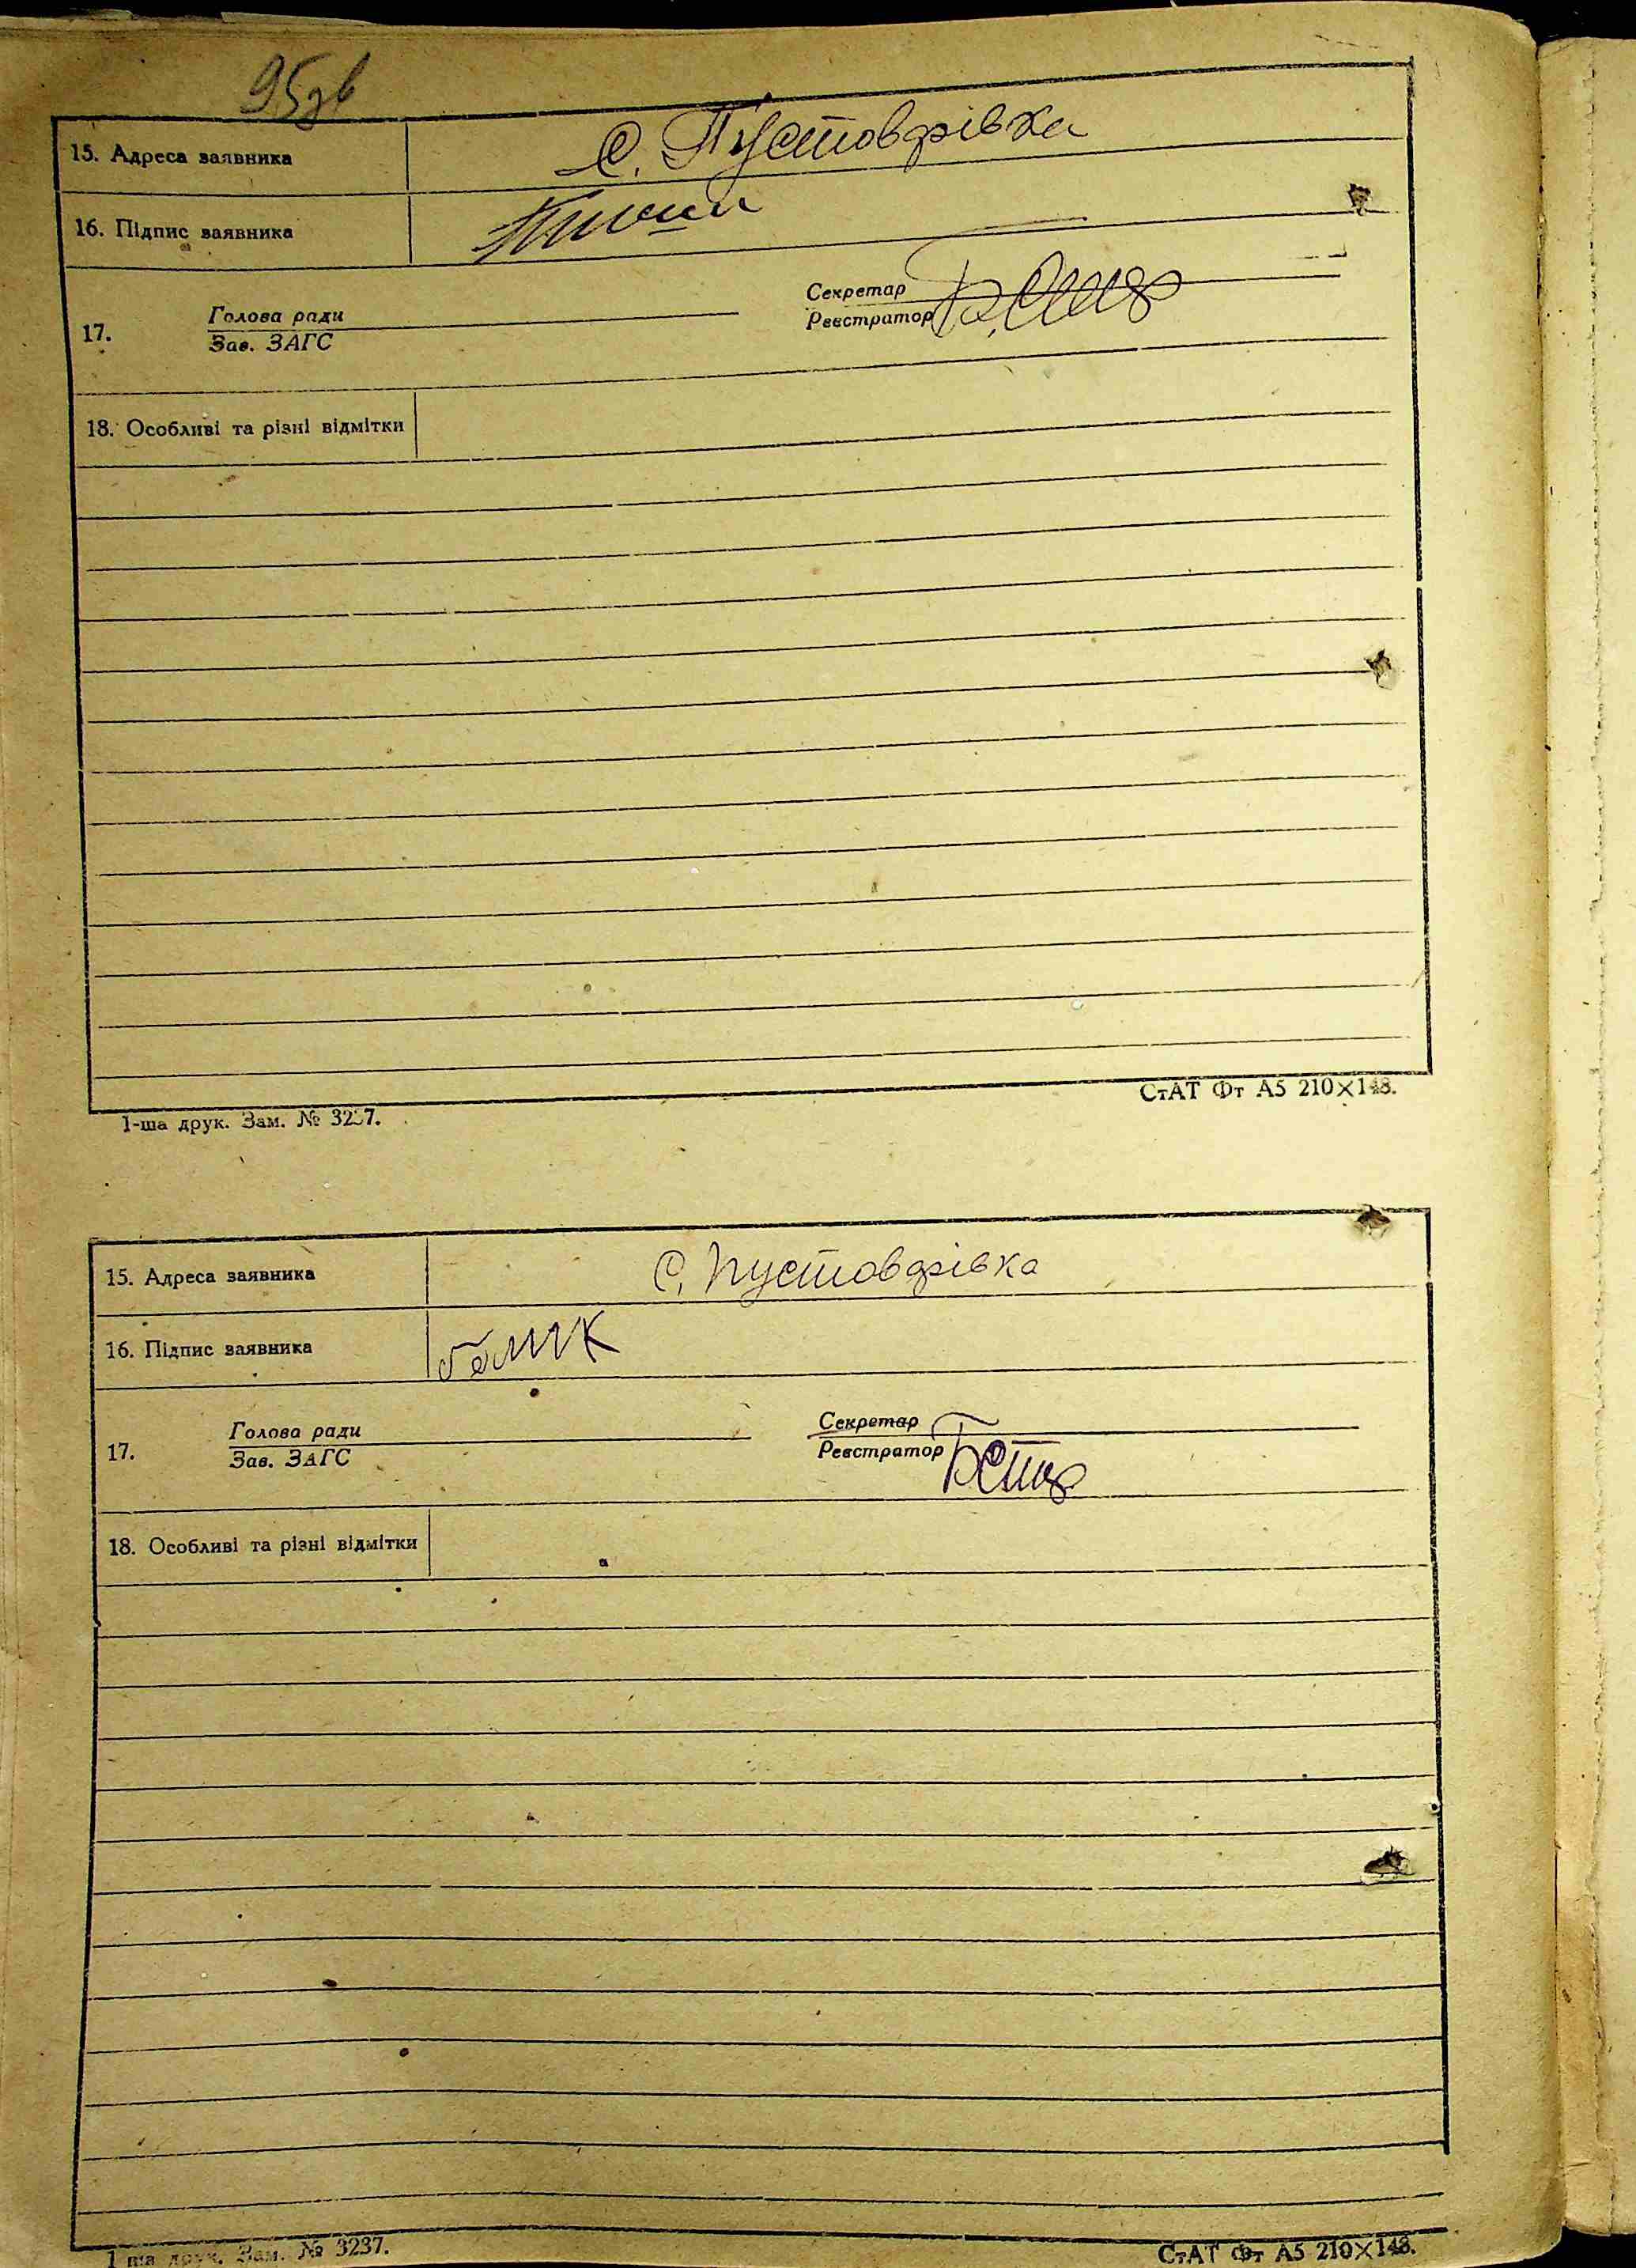 95зв
15. Адреса заявника с. Пустоварівка
16. Підпис заявника
Секретар
17. Голова ради Реєстратор
Зав. ЗАГС
18. Особливі та різні відмітки
1-ша друк. Зам. № 3237. СтАТ Фт А5 210×148.
15. Адреса заявника с. Пустоварівка
16. Підпис заявника
Секретар
17. Голова ради Реєстратор
Зав. ЗАГС
18. Особливі та різні відмітки
1-ша друк. Зам. № 3237. СтАТ Фт А5 210×148.